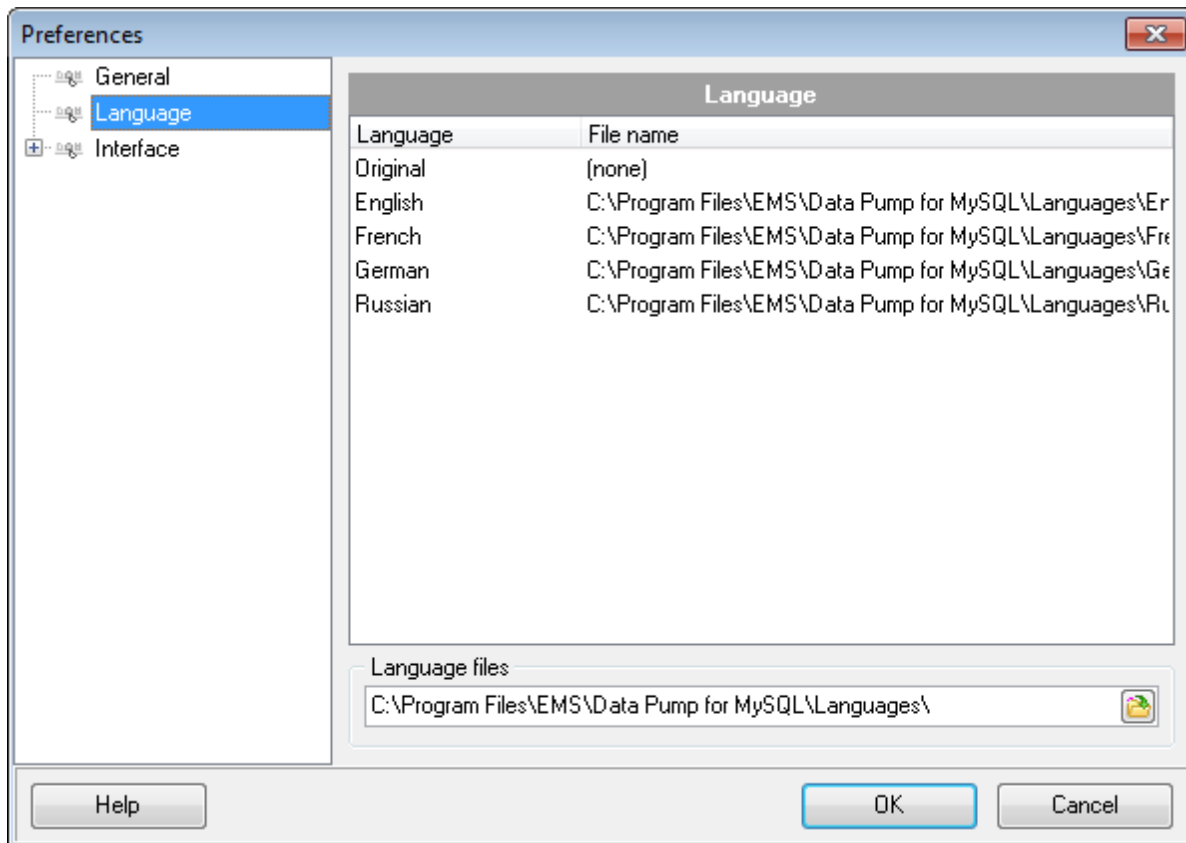 Preferences
General
Language
Interface
Language
Language File name
Original (none)
English C:\Program Files\EMS\Data Pump for MySQL\Languages\Er
French C:\Program Files\EMS\Data Pump for MySQL\Languages\Fre
German C:\Program Files\EMS\Data Pump for MySQL\Languages\Ge
Russian C:\Program Files\EMS\Data Pump for MySQL\Languages\Ru
Language files
C:\Program Files\EMS\Data Pump for MySQL\Languages\
Help OK Cancel